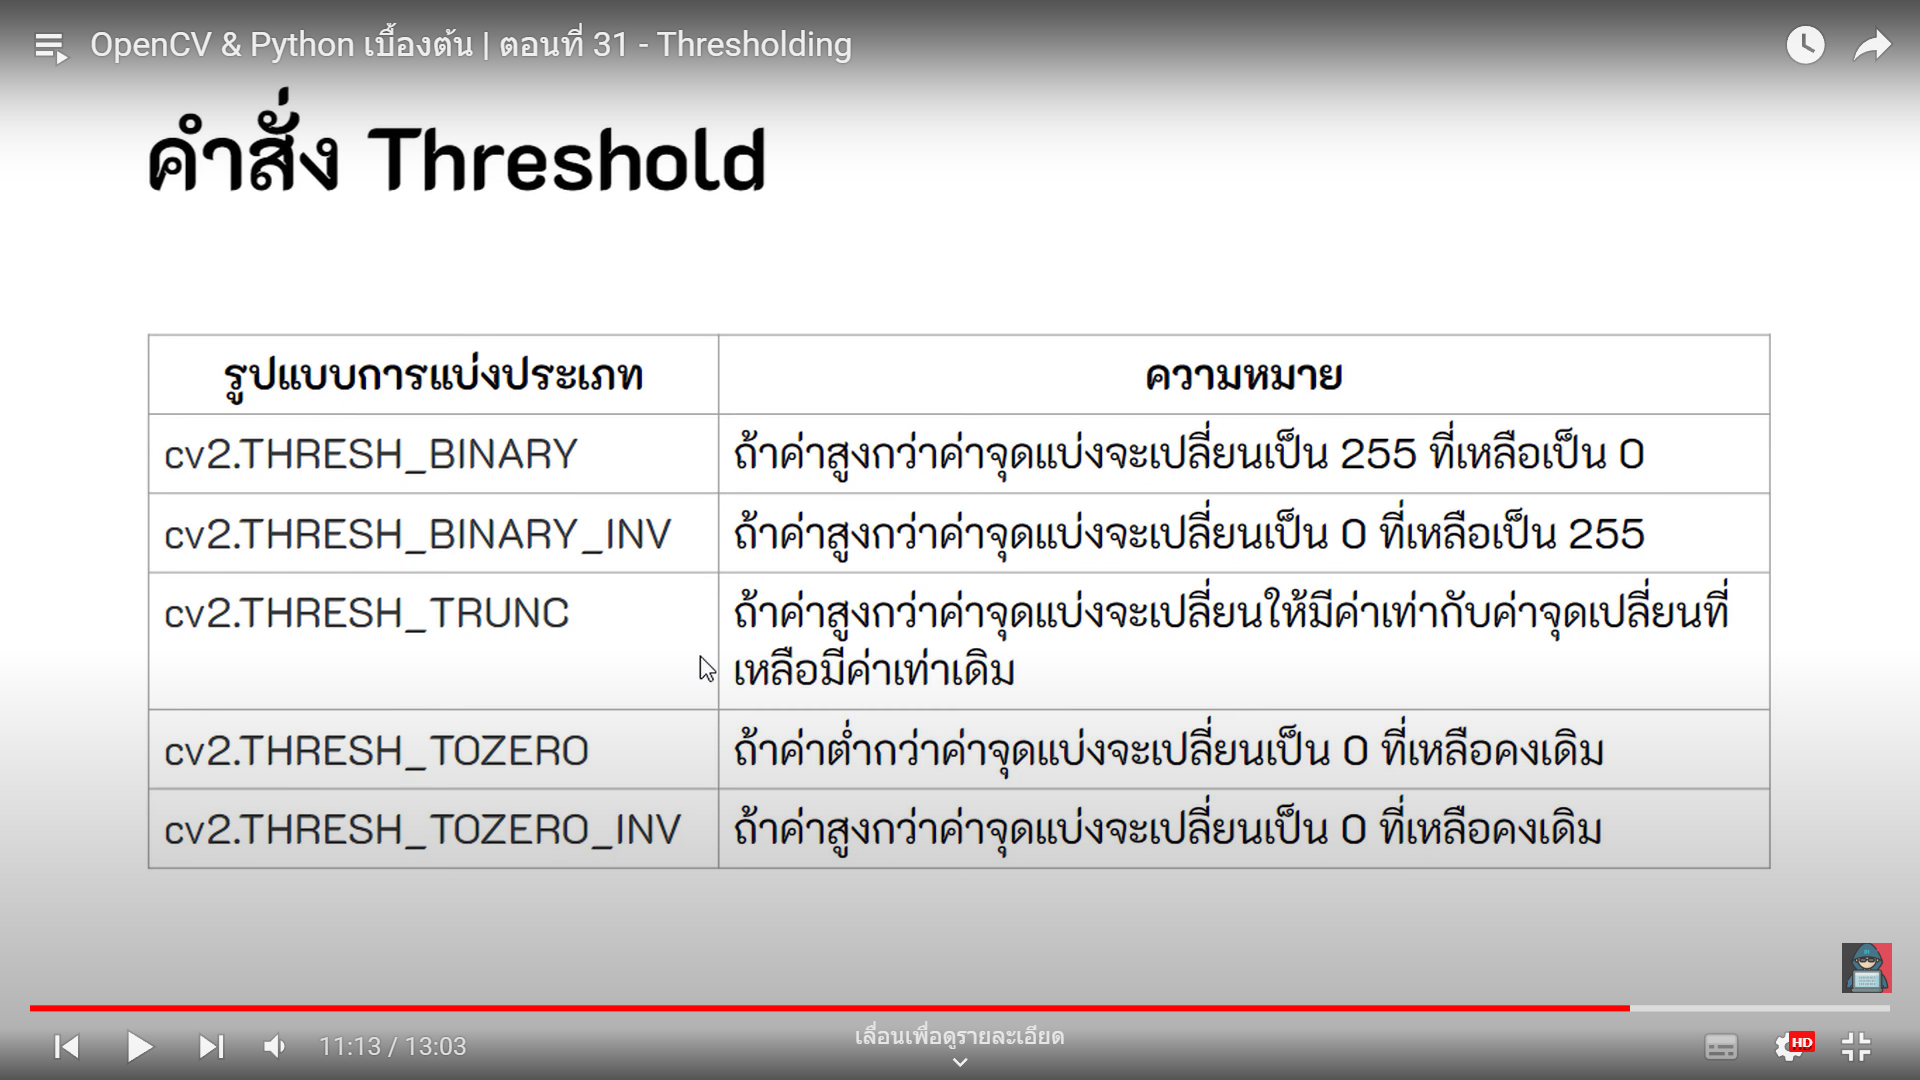 OpenCV & Python เบื้องต้น | ตอนที่ 31 - Thresholding
คำสั่ง Threshold
รูปแบบการแบ่งประเภท
ความหมาย
cv2.THRESH_BINARY
ถ้าค่าสูงกว่าค่าจุดแบ่งจะเปลี่ยนเป็น 255 ที่เหลือเป็น 0
cv2.THRESH_BINARY_INV
ถ้าค่าสูงกว่าค่าจุดแบ่งจะเปลี่ยนเป็น 0 ที่เหลือเป็น 255
cv2.THRESH_TRUNC
ถ้าค่าสูงกว่าค่าจุดแบ่งจะเปลี่ยนให้มีค่าเท่ากับค่าจุดเปลี่ยนที่
เหลือมีค่าเท่าเดิม
cv2.THRESH_TOZERO
ถ้าค่าต่ำกว่าค่าจุดแบ่งจะเปลี่ยนเป็น 0 ที่เหลือคงเดิม
cv2.THRESH_TOZERO_INV
ถ้าค่าสูงกว่าค่าจุดแบ่งจะเปลี่ยนเป็น 0 ที่เหลือคงเดิม
11:13 / 13:03
เลื่อนเพื่อดูรายละเอียด
HD